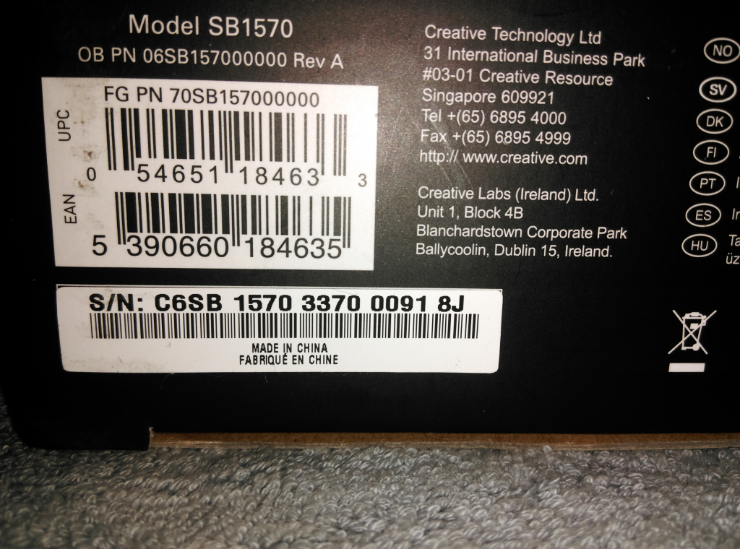 Model SB1570
OB PN 06SB157000000 Rev A
FG PN 70SB157000000
UPC
0 54651 18463 3
EAN
5 390660 184635
S/N: C6SB 1570 3370 0091 8J
MADE IN CHINA
FABRIQUÉ EN CHINE
Creative Technology Ltd
31 International Business Park
#03-01 Creative Resource
Singapore 609921
Tel +(65) 6895 4000
Fax +(65) 6895 4999
http:// www.creative.com
Creative Labs (Ireland) Ltd.
Unit 1, Block 4B
Blanchardstown Corporate Park
Ballycoolin, Dublin 15, Ireland.
NO
SV
DK
FI
PT
ES
HU